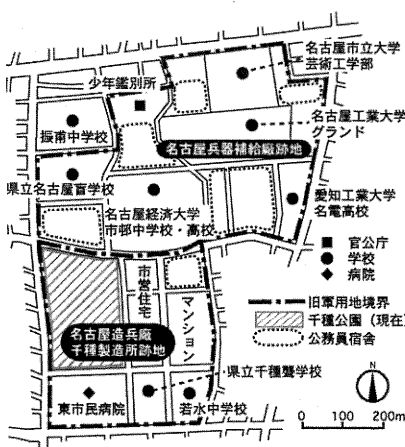 名古屋市立大学
芸術工学部
少年鑑別所
名古屋工業大学
グランド
振甫中学校
名古屋兵器補給廠跡地
県立名古屋盲学校
愛知工業大学
名電高校
名古屋経済大学
市邨中学校・高校
官公庁
学校
病院
市営住宅
マンション
旧軍用地境界
千種公園(現在)
公務員宿舎
名古屋造兵廠
千種製造所跡地
県立千種聾学校
東市民病院
若水中学校
N
0 100 200m